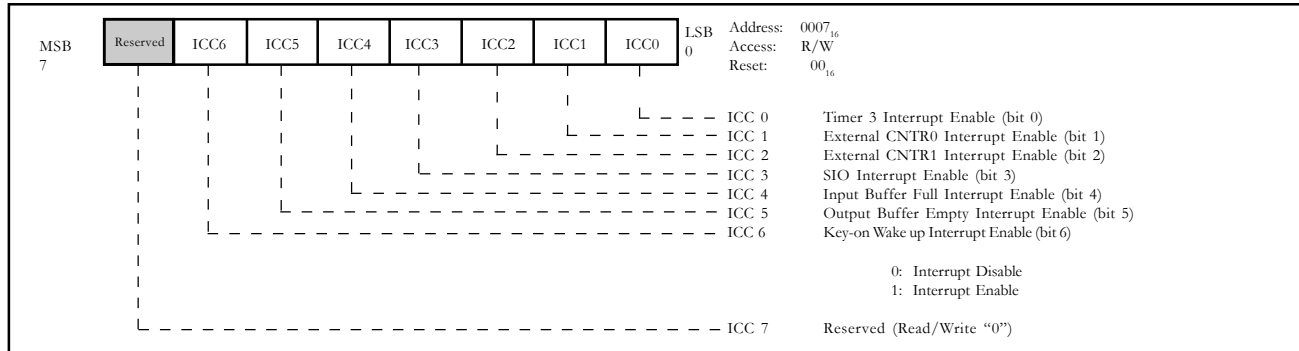 MSB
7
Reserved ICC6 ICC5 ICC4 ICC3 ICC2 ICC1 ICC0
LSB
0
Address: 0007₁₆
Access: R/W
Reset: 00₁₆
ICC 0 Timer 3 Interrupt Enable (bit 0)
ICC 1 External CNTR0 Interrupt Enable (bit 1)
ICC 2 External CNTR1 Interrupt Enable (bit 2)
ICC 3 SIO Interrupt Enable (bit 3)
ICC 4 Input Buffer Full Interrupt Enable (bit 4)
ICC 5 Output Buffer Empty Interrupt Enable (bit 5)
ICC 6 Key-on Wake up Interrupt Enable (bit 6)
0: Interrupt Disable
1: Interrupt Enable
ICC 7 Reserved (Read/Write “0”)